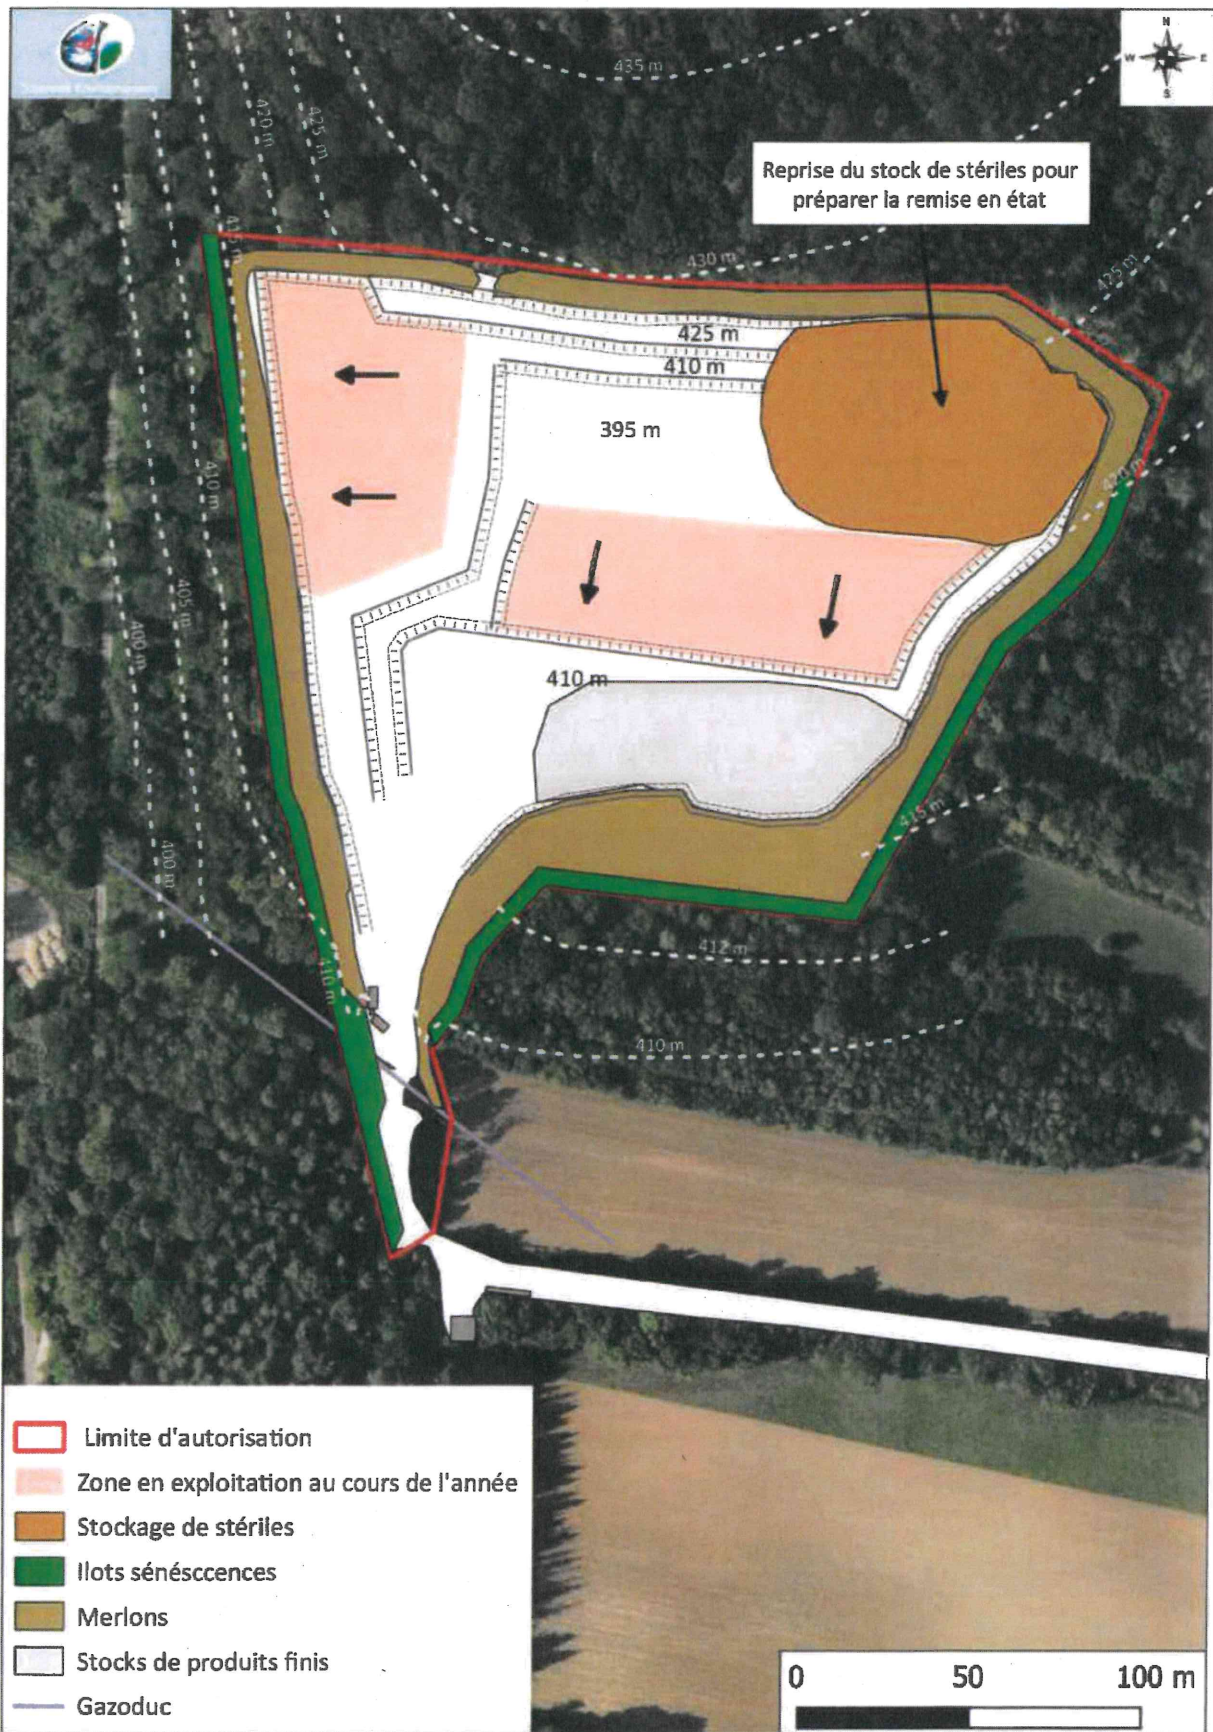 N
W E
S
435 m
420 m
425 m
Reprise du stock de stériles pour
préparer la remise en état
415 m
430 m
425 m
425 m
410 m
395 m
420 m
410 m
405 m
400 m
410 m
415 m
400 m
412 m
410 m
410 m
Limite d'autorisation
Zone en exploitation au cours de l'année
Stockage de stériles
Ilots sénésccences
Merlons
Stocks de produits finis
Gazoduc
0 50 100 m